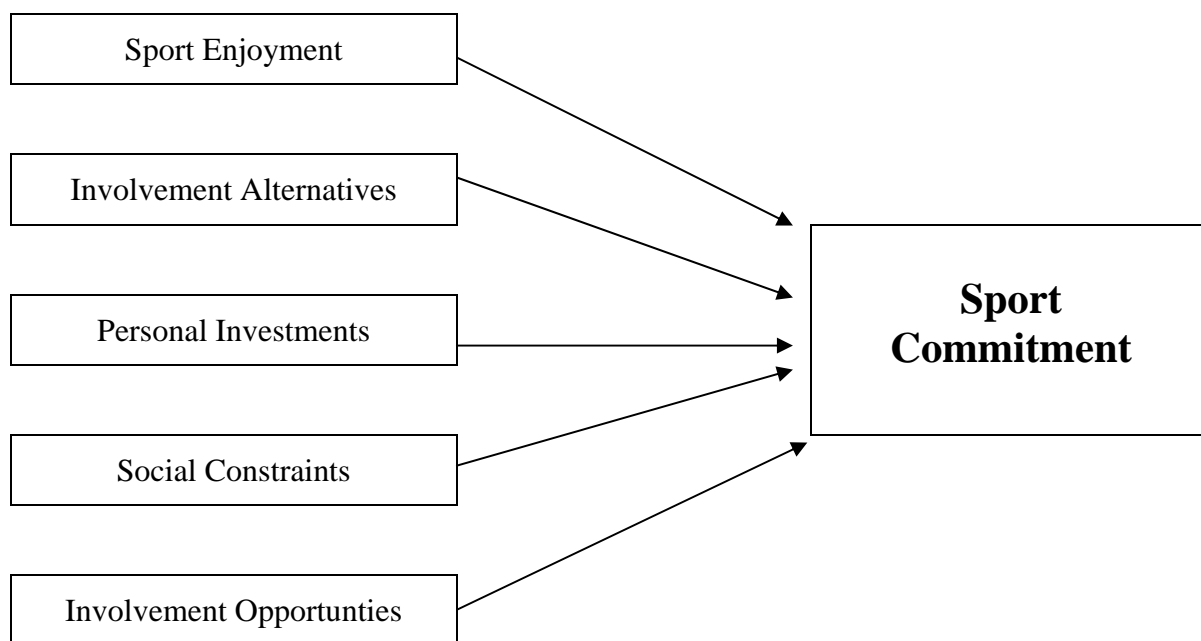 Sport Enjoyment
Involvement Alternatives
Personal Investments
Social Constraints
Involvement Opportunties
Sport
Commitment